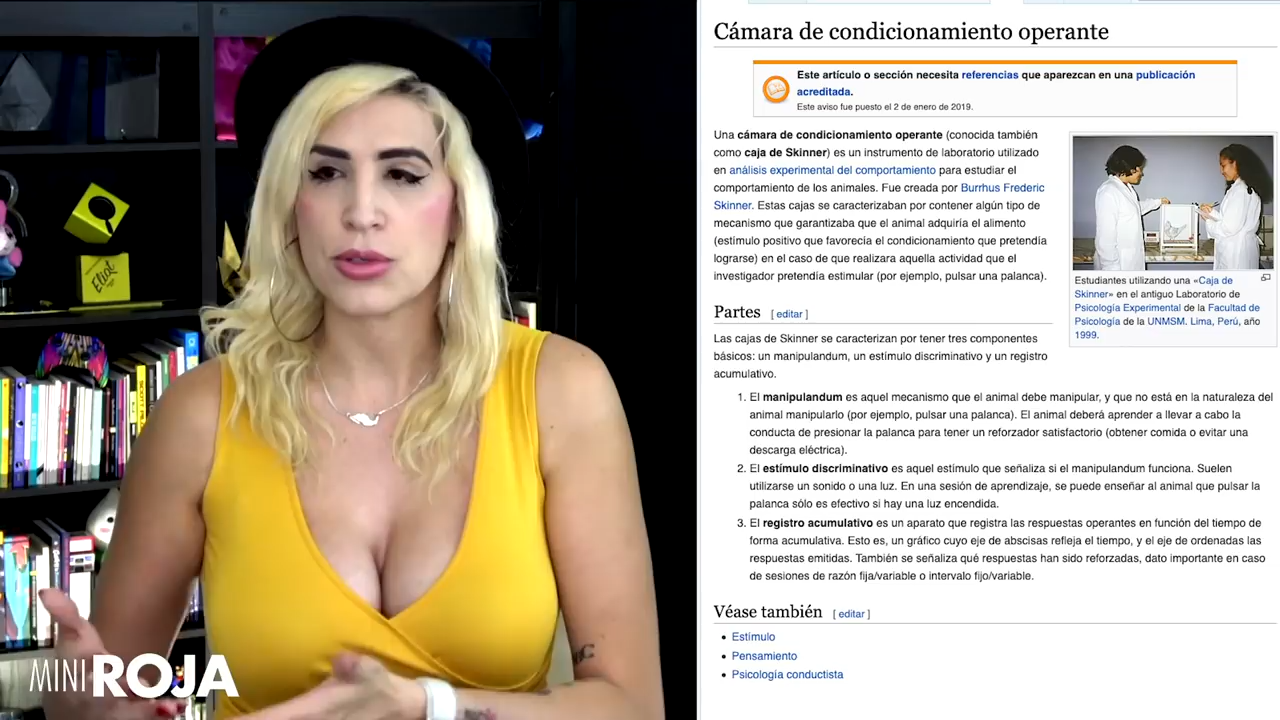 Cámara de condicionamiento operante
Este artículo o sección necesita referencias que aparezcan en una publicación
acreditada.
Este aviso fue puesto el 2 de enero de 2019.
Una cámara de condicionamiento operante (conocida también
como caja de Skinner) es un instrumento de laboratorio utilizado
en análisis experimental del comportamiento para estudiar el
comportamiento de los animales. Fue creada por Burrhus Frederic
Skinner. Estas cajas se caracterizaban por contener algún tipo de
mecanismo que garantizaba que el animal adquiría el alimento
(estímulo positivo que favorecía el condicionamiento que pretendía
lograrse) en el caso de que realizara aquella actividad que el
investigador pretendía estimular (por ejemplo, pulsar una palanca).
Estudiantes utilizando una «Caja de
Skinner» en el antiguo Laboratorio de
Psicología Experimental de la Facultad de
Psicología de la UNMSM. Lima, Perú, año
1999.
Partes [ editar ]
Las cajas de Skinner se caracterizan por tener tres componentes
básicos: un manipulandum, un estímulo discriminativo y un registro
acumulativo.
1. El manipulandum es aquel mecanismo que el animal debe manipular, y que no está en la naturaleza del
animal manipularlo (por ejemplo, pulsar una palanca). El animal deberá aprender a llevar a cabo la
conducta de presionar la palanca para tener un reforzador satisfactorio (obtener comida o evitar una
descarga eléctrica).
2. El estímulo discriminativo es aquel estímulo que señaliza si el manipulandum funciona. Suelen
utilizarse un sonido o una luz. En una sesión de aprendizaje, se puede enseñar al animal que pulsar la
palanca sólo es efectivo si hay una luz encendida.
3. El registro acumulativo es un aparato que registra las respuestas operantes en función del tiempo de
forma acumulativa. Esto es, un gráfico cuyo eje de abscisas refleja el tiempo, y el eje de ordenadas las
respuestas emitidas. También se señaliza qué respuestas han sido reforzadas, dato importante en caso
de sesiones de razón fija/variable o intervalo fijo/variable.
Véase también [ editar ]
Estímulo
Pensamiento
Psicología conductista
Eliot
MINIROJA